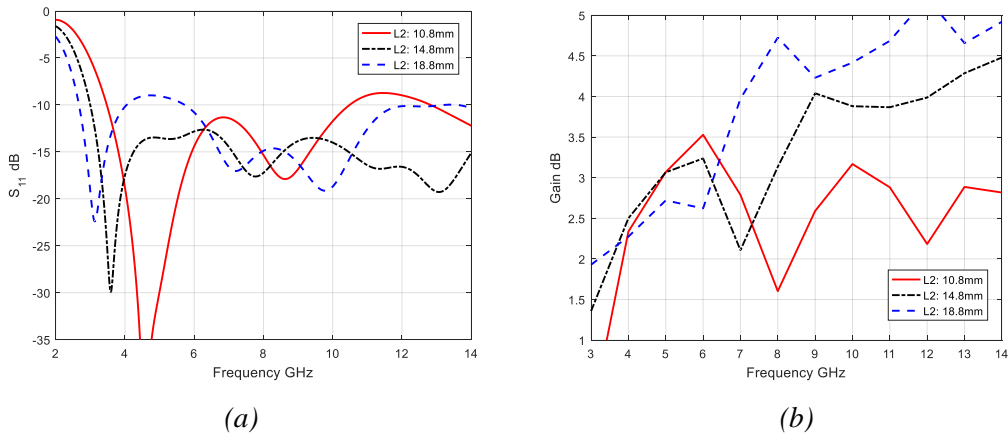 0
-5
-10
-15
-20
-25
-30
-35
S11 dB
2 4 6 8 10 12 14
Frequency GHz
L2: 10.8mm
L2: 14.8mm
L2: 18.8mm
(a)
5
4.5
4
3.5
3
2.5
2
1.5
1
Gain dB
3 4 5 6 7 8 9 10 11 12 13 14
Frequency GHz
L2: 10.8mm
L2: 14.8mm
L2: 18.8mm
(b)